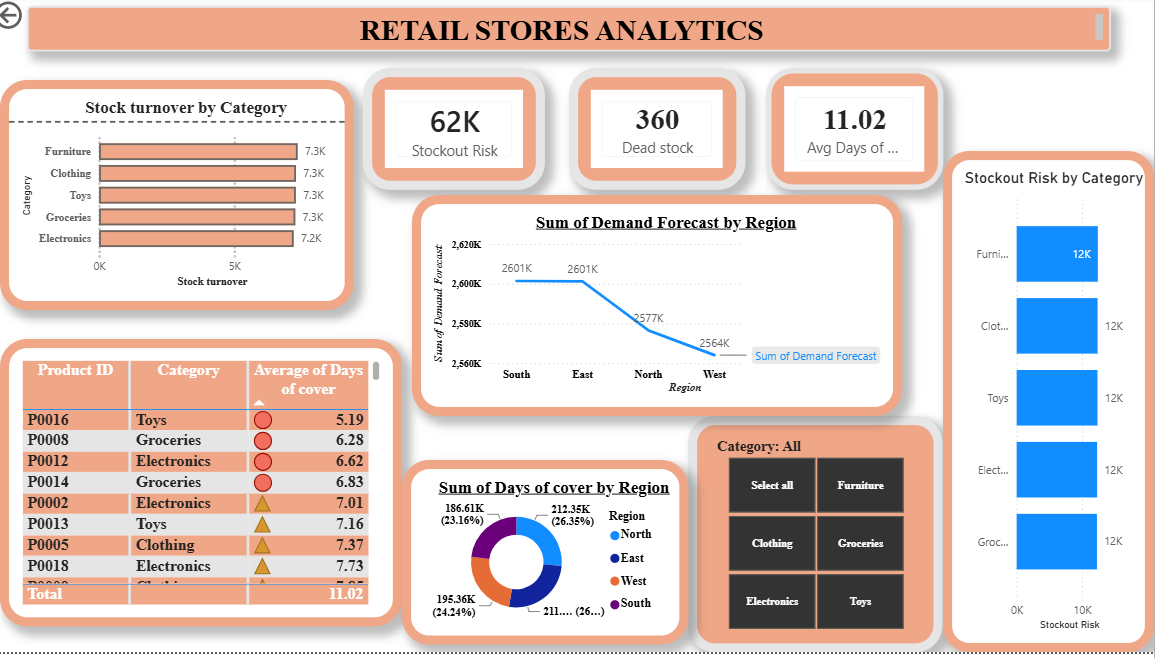 RETAIL STORES ANALYTICS
Stock turnover by Category
Category
Furniture 7.3K
Clothing 7.3K
Toys 7.3K
Groceries 7.3K
Electronics 7.2K
0K 5K
Stock turnover
62K
Stockout Risk
360
Dead stock
11.02
Avg Days of ...
Sum of Demand Forecast by Region
Sum of Demand Forecast
2,620K
2,600K
2,580K
2,560K
2601K 2601K 2577K 2564K
Sum of Demand Forecast
South East North West
Region
Stockout Risk by Category
Furni... 12K
Clot... 12K
Toys 12K
Elect... 12K
Groc... 12K
0K 10K
Stockout Risk
Product ID Category Average of Days
of cover
P0016 Toys 5.19
P0008 Groceries 6.28
P0012 Electronics 6.62
P0014 Groceries 6.83
P0002 Electronics 7.01
P0013 Toys 7.16
P0005 Clothing 7.37
P0018 Electronics 7.73
Total 11.02
Sum of Days of cover by Region
186.61K
(23.16%)
212.35K
(26.35%)
195.36K
(24.24%)
211.... (26...)
Region
North
East
West
South
Category: All
Select all Furniture
Clothing Groceries
Electronics Toys